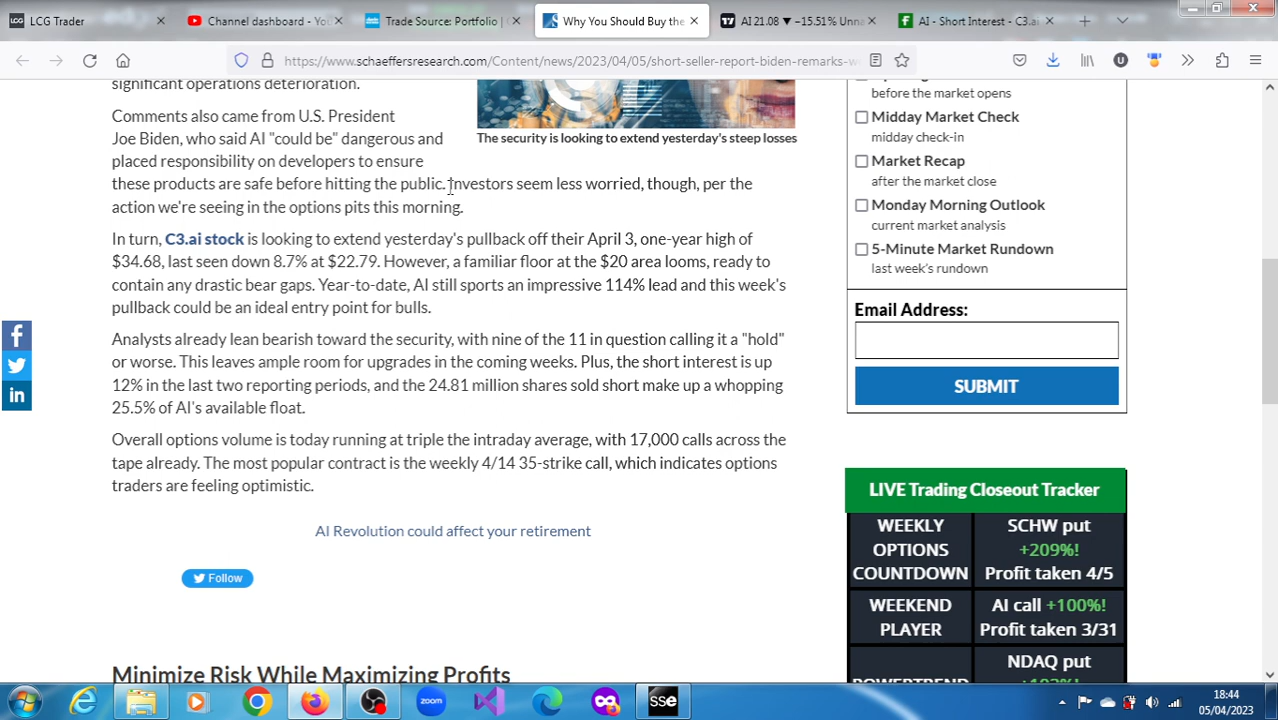 LCG Trader
Channel dashboard - You
Trade Source: Portfolio |
Why You Should Buy the
AI 21.08 ▼ −15.51% Unna
AI - Short Interest - C3.ai
https://www.schaeffersresearch.com/Content/news/2023/04/05/short-seller-report-biden-remarks-w
significant operations deterioration.
Comments also came from U.S. President
Joe Biden, who said AI "could be" dangerous and
placed responsibility on developers to ensure
these products are safe before hitting the public. Investors seem less worried, though, per the
action we're seeing in the options pits this morning.
The security is looking to extend yesterday's steep losses
In turn, C3.ai stock is looking to extend yesterday's pullback off their April 3, one-year high of
$34.68, last seen down 8.7% at $22.79. However, a familiar floor at the $20 area looms, ready to
contain any drastic bear gaps. Year-to-date, AI still sports an impressive 114% lead and this week's
pullback could be an ideal entry point for bulls.
Analysts already lean bearish toward the security, with nine of the 11 in question calling it a "hold"
or worse. This leaves ample room for upgrades in the coming weeks. Plus, the short interest is up
12% in the last two reporting periods, and the 24.81 million shares sold short make up a whopping
25.5% of AI's available float.
Overall options volume is today running at triple the intraday average, with 17,000 calls across the
tape already. The most popular contract is the weekly 4/14 35-strike call, which indicates options
traders are feeling optimistic.
AI Revolution could affect your retirement
Follow
Minimize Risk While Maximizing Profits
before the market opens
Midday Market Check
midday check-in
Market Recap
after the market close
Monday Morning Outlook
current market analysis
5-Minute Market Rundown
last week's rundown
Email Address:
SUBMIT
LIVE Trading Closeout Tracker
WEEKLY
OPTIONS
COUNTDOWN
SCHW put
+209%!
Profit taken 4/5
WEEKEND
PLAYER
AI call +100%!
Profit taken 3/31
NDAQ put
zoom
SSE
18:44
05/04/2023